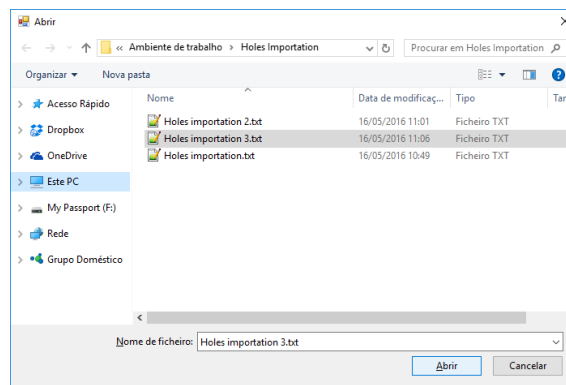 Abrir
« Ambiente de trabalho > Holes Importation
Procurar em Holes Importation
Organizar
Nova pasta
Nome
Data de modificaç...
Tipo
Tar
Acesso Rápido
Dropbox
OneDrive
Este PC
My Passport (F:)
Rede
Grupo Doméstico
Holes importation 2.txt 16/05/2016 11:01 Ficheiro TXT
Holes importation 3.txt 16/05/2016 11:06 Ficheiro TXT
Holes importation.txt 16/05/2016 10:49 Ficheiro TXT
Nome de ficheiro: Holes importation 3.txt
Abrir
Cancelar